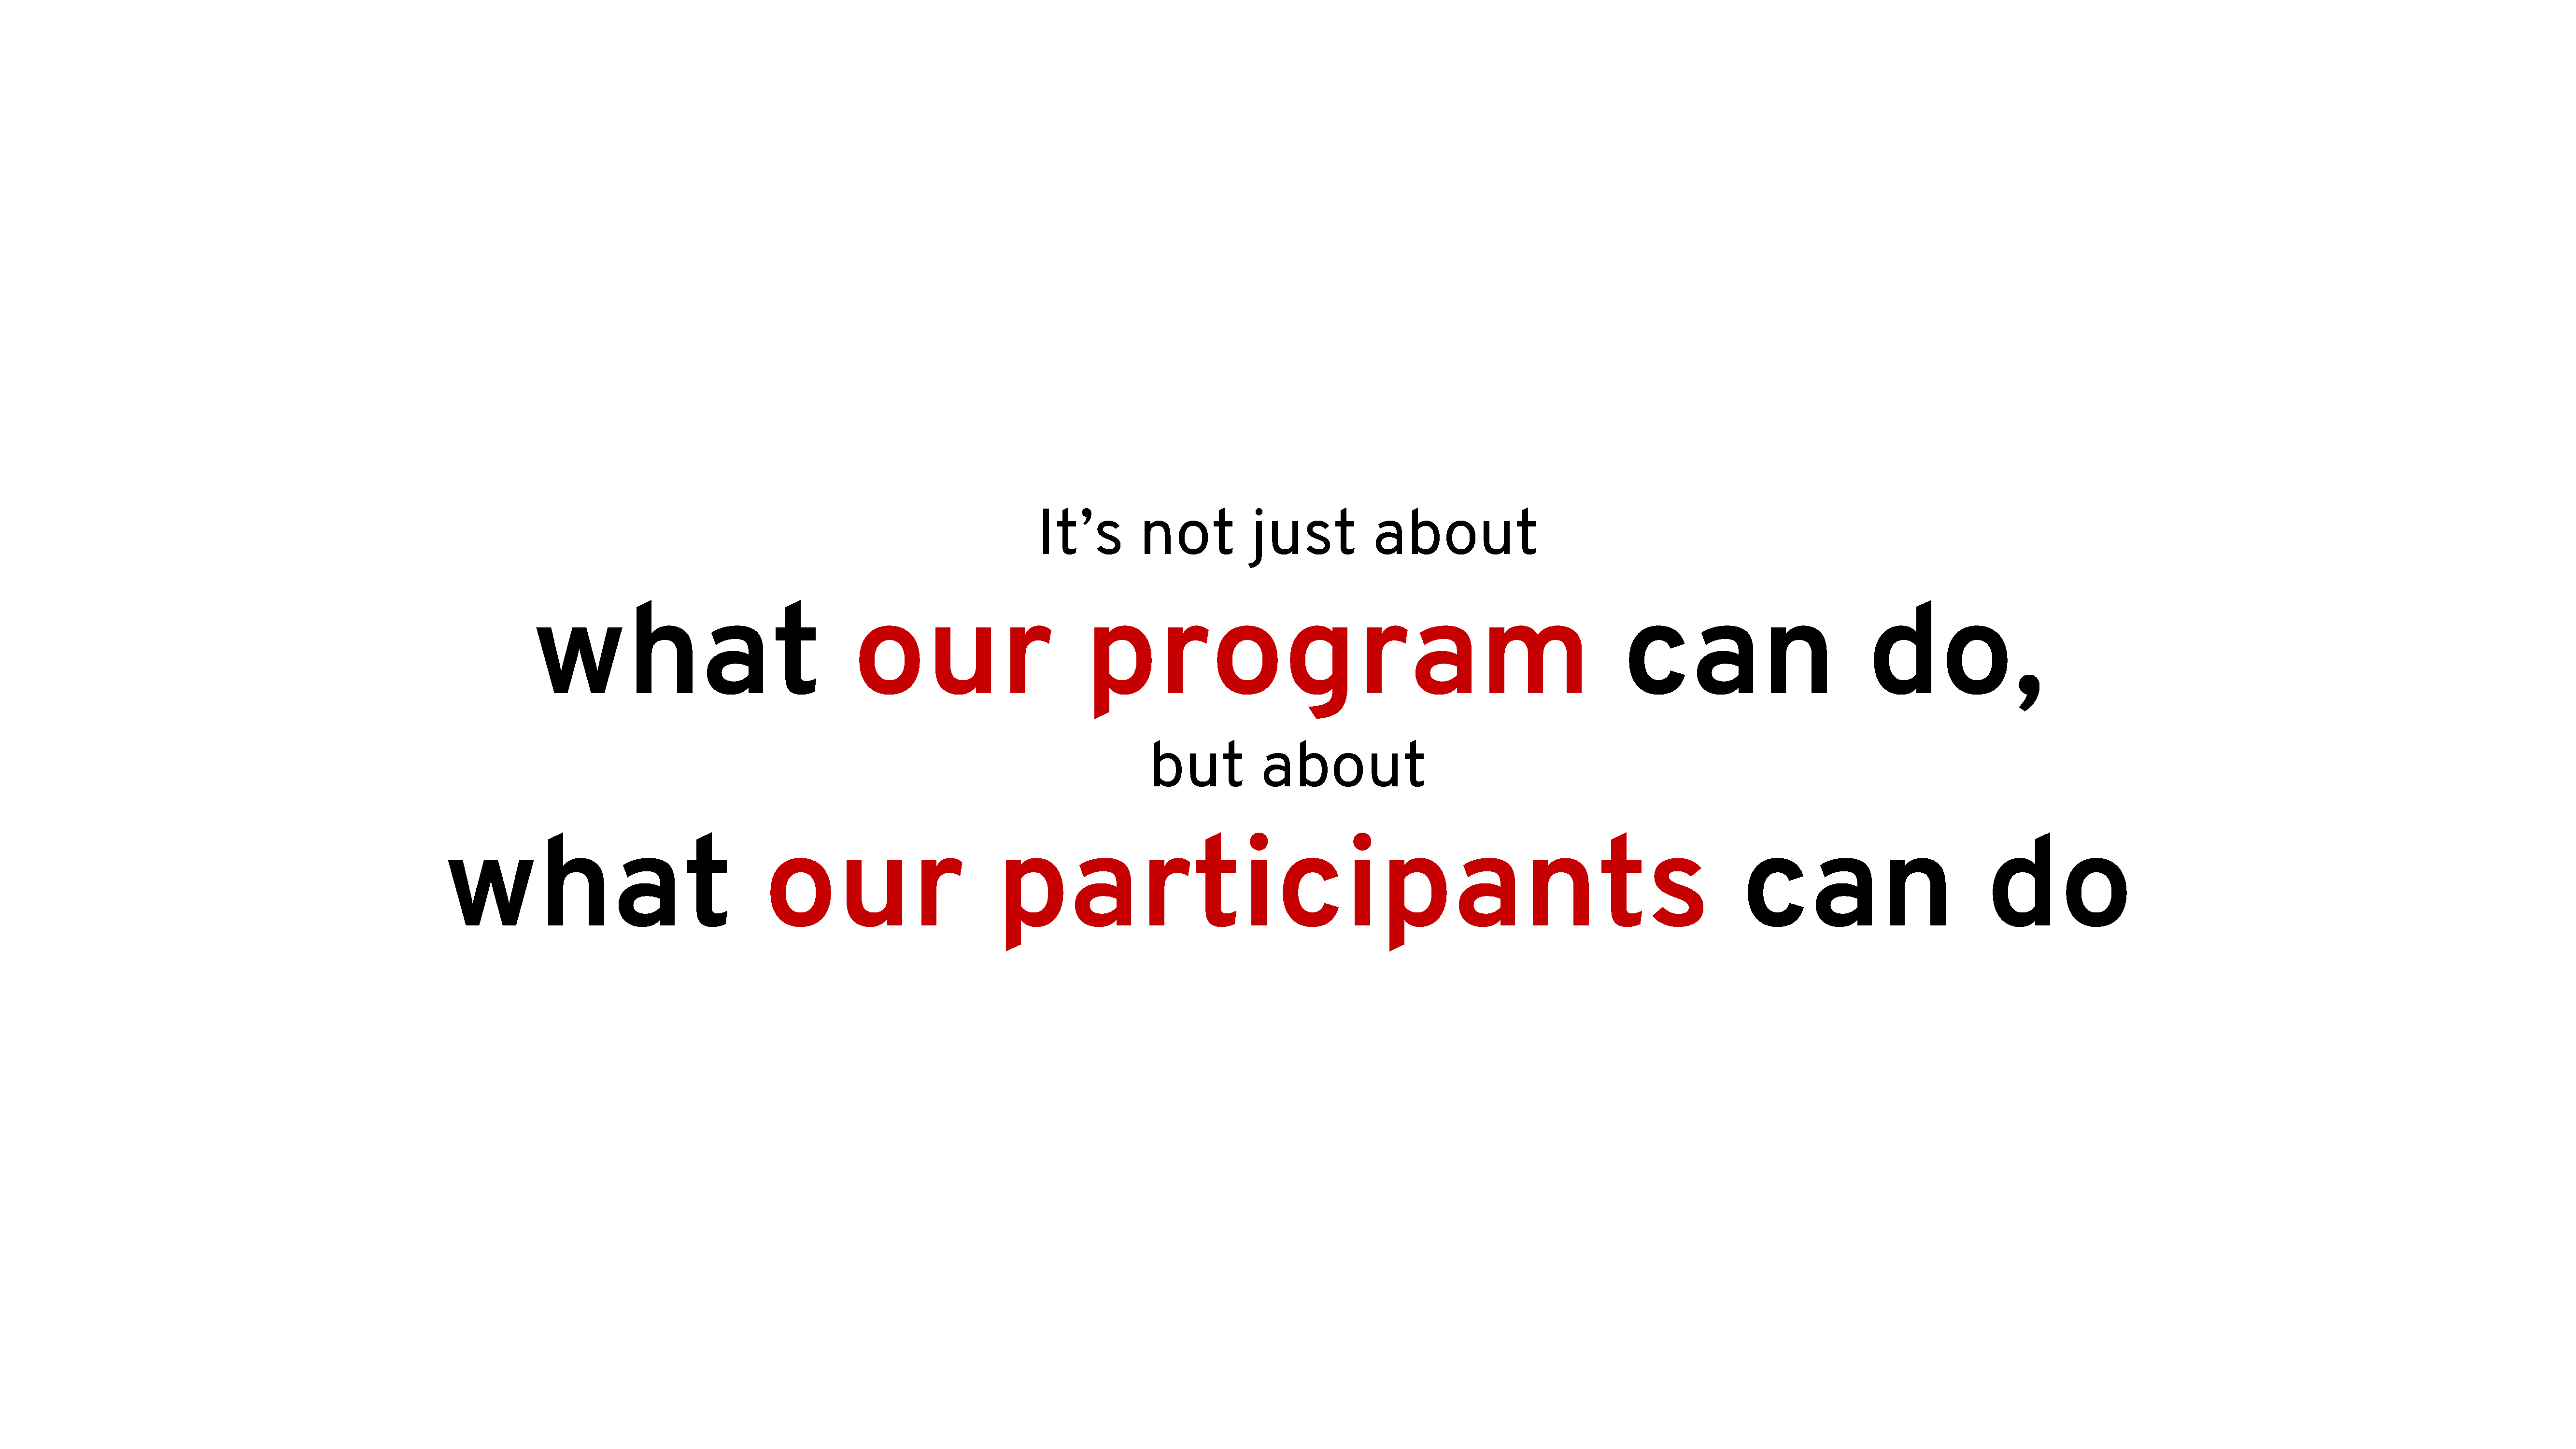 It’s not just about
what our program can do,
but about
what our participants can do